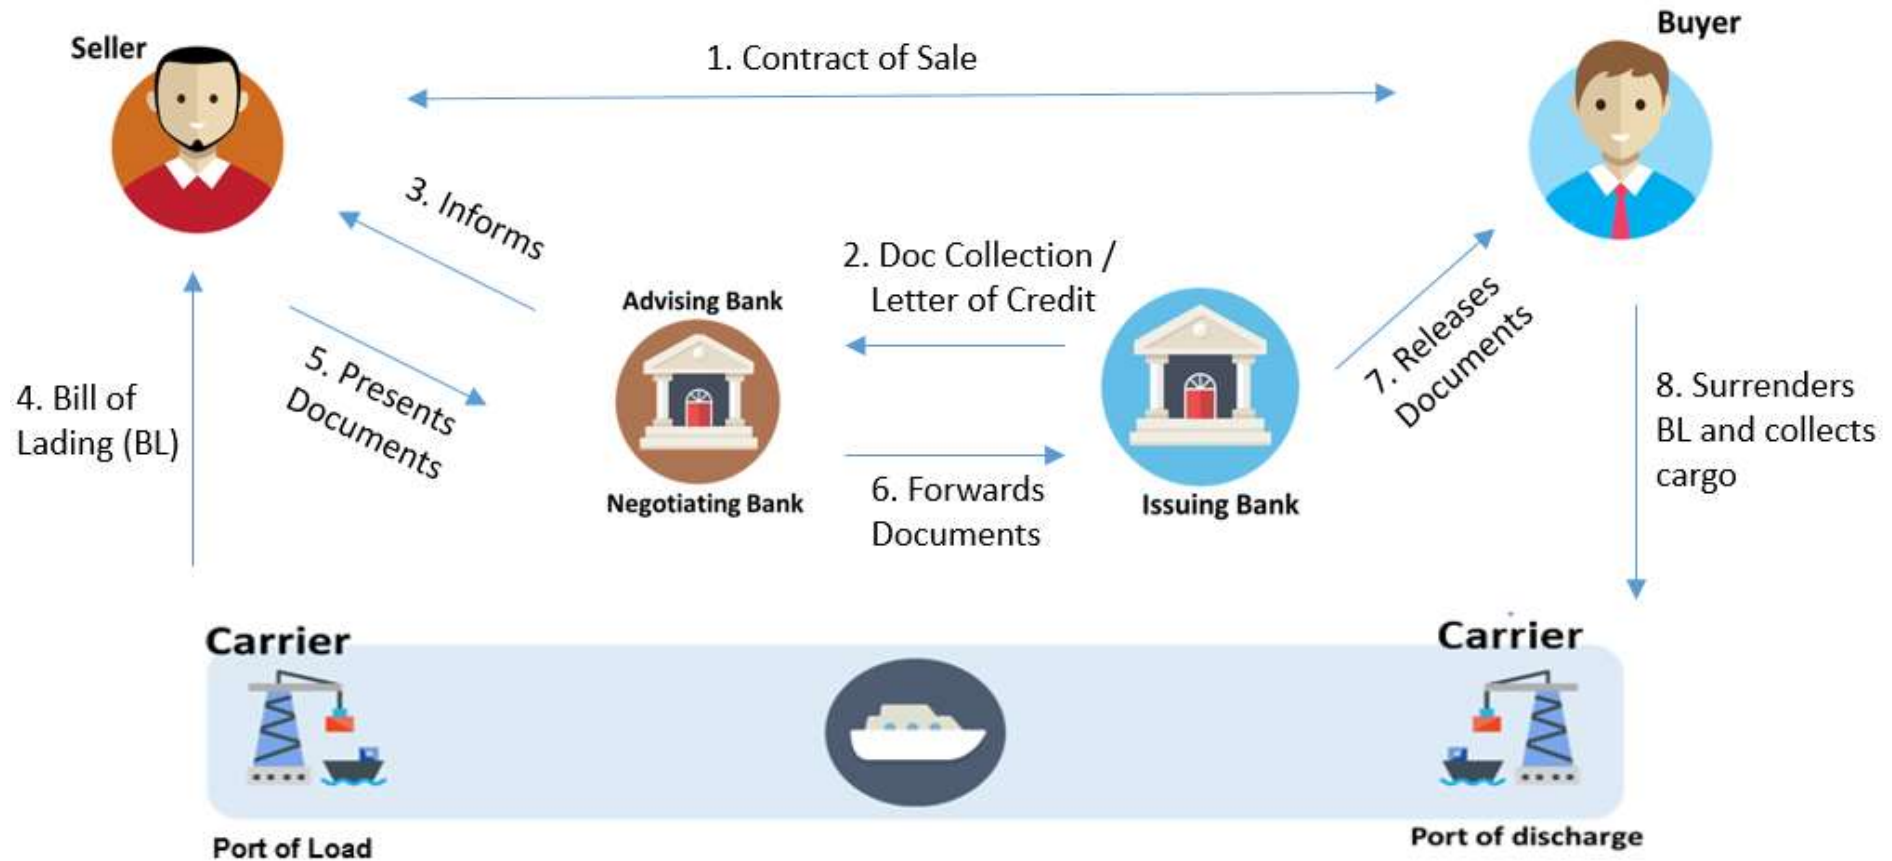 Seller
Buyer
1. Contract of Sale
3. Informs
2. Doc Collection /
Letter of Credit
Advising Bank
Negotiating Bank
Issuing Bank
4. Bill of
Lading (BL)
5. Presents
Documents
6. Forwards
Documents
7. Releases
Documents
8. Surrenders
BL and collects
cargo
Carrier
Carrier
Port of Load
Port of discharge